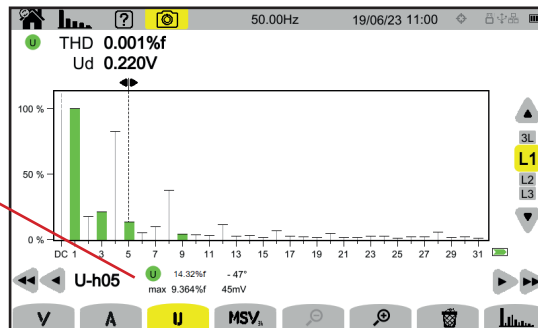 ? 50.00Hz 19/06/23 11:00
U THD 0.001%f
Ud 0.220V
100 %
50 %
0 %
DC 1 3 5 7 9 11 13 15 17 19 21 23 25 27 29 31
3L
L1
L2
L3
U-h05 U 14.32%f - 47°
max 9.364%f 45mV
V A U MSV